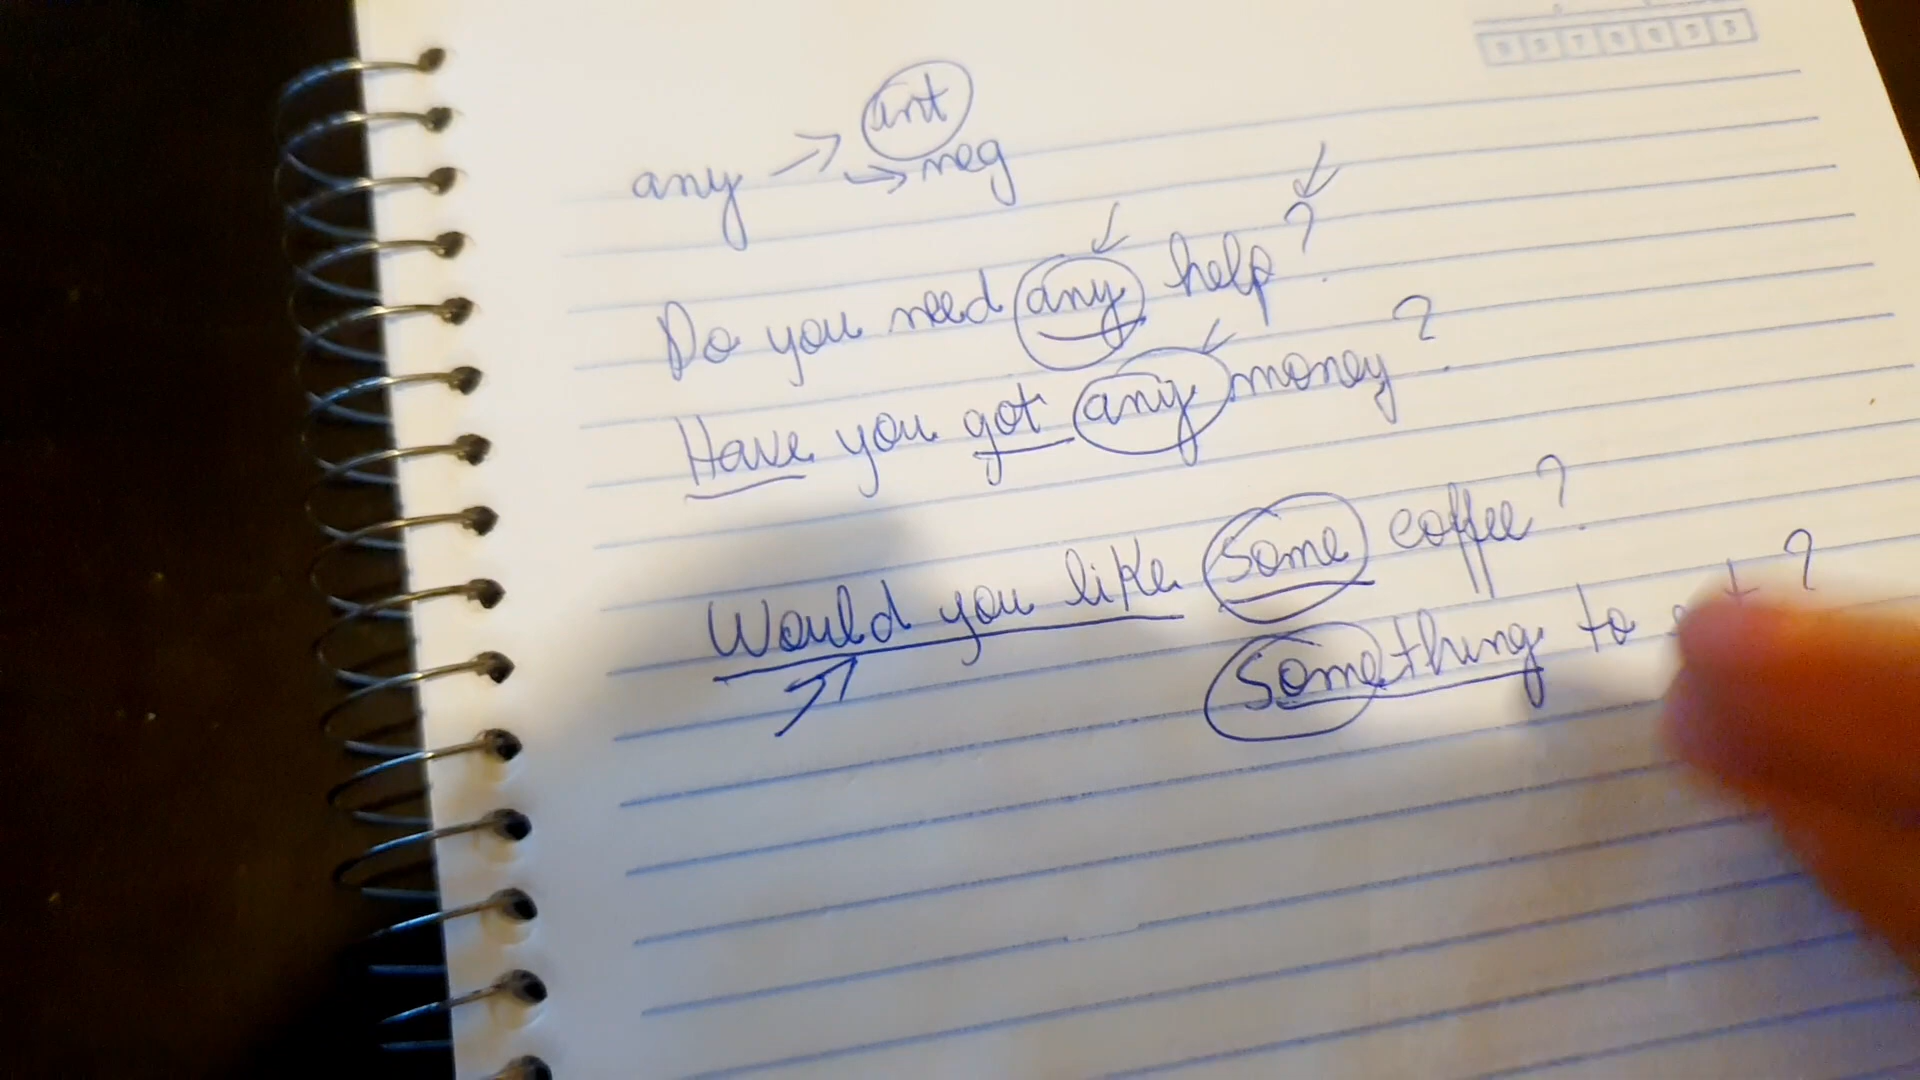 any → int
→ neg
Do you need any help?
Have you got any money?
Would you like some coffee?
something to ?